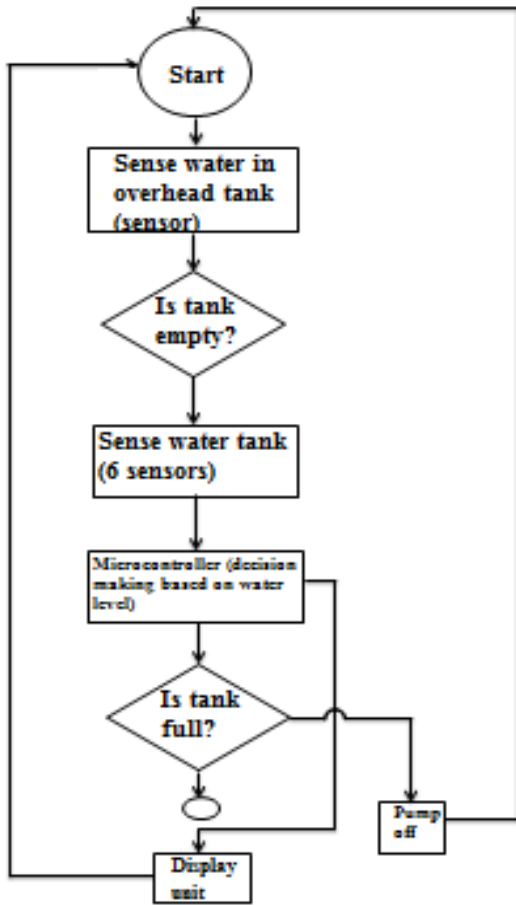 Start
Sense water in
overhead tank
(sensor)
Is tank
empty?
Sense water tank
(6 sensors)
Microcontroller (decision
making based on water
level)
Is tank
full?
Pump
off
Display
unit